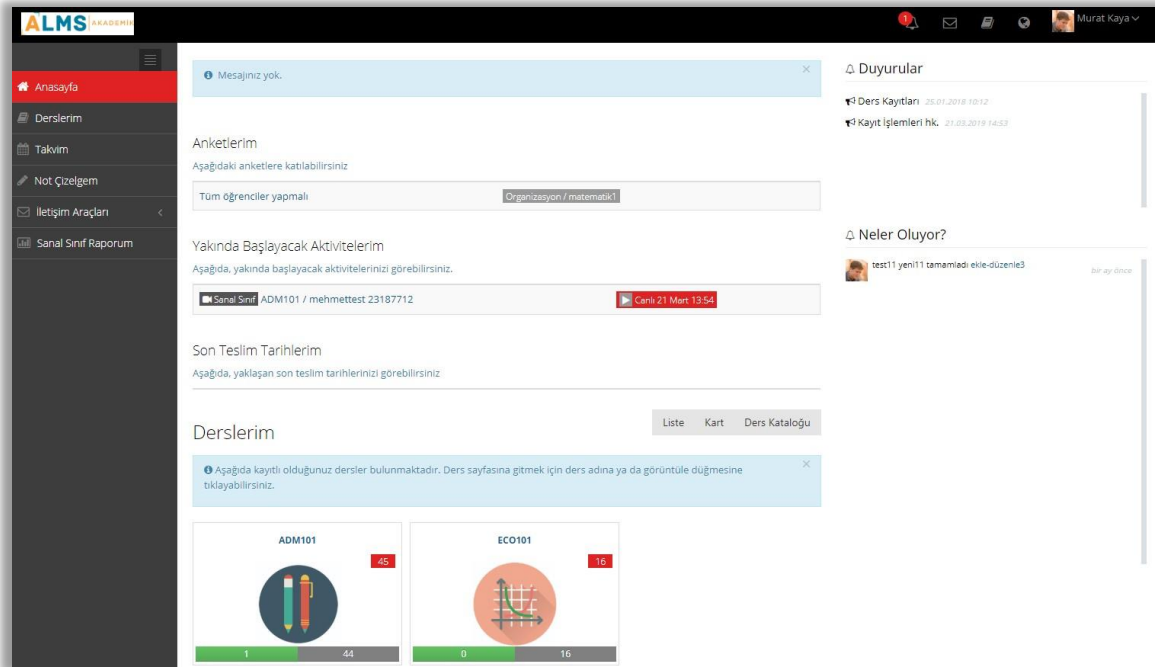 ALMS AKADEMİK
1
Murat Kaya
Anasayfa
Derslerim
Takvim
Not Çizelgem
İletişim Araçları
Sanal Sınıf Raporum
Mesajınız yok.
Anketlerim
Aşağıdaki anketlere katılabilirsiniz
Tüm öğrenciler yapmalı
Organizasyon / matematik1
Yakında Başlayacak Aktivitelerim
Aşağıda, yakında başlayacak aktivitelerinizi görebilirsiniz.
Sanal Sınıf ADM101 / mehmettest 23187712
Canlı 21 Mart 13:54
Son Teslim Tarihlerim
Aşağıda, yaklaşan son teslim tarihlerinizi görebilirsiniz
Derslerim
Liste Kart Ders Kataloğu
Aşağıda kayıtlı olduğunuz dersler bulunmaktadır. Ders sayfasına gitmek için ders adına ya da görüntüle düğmesine
tıklayabilirsiniz.
ADM101
45
1 44
ECO101
16
0 16
Duyurular
Ders Kayıtları 25.01.2018 10:12
Kayıt İşlemleri hk. 21.03.2019 14:53
Neler Oluyor?
test11 yeni11 tamamladı ekle-düzenle3
bir ay önce